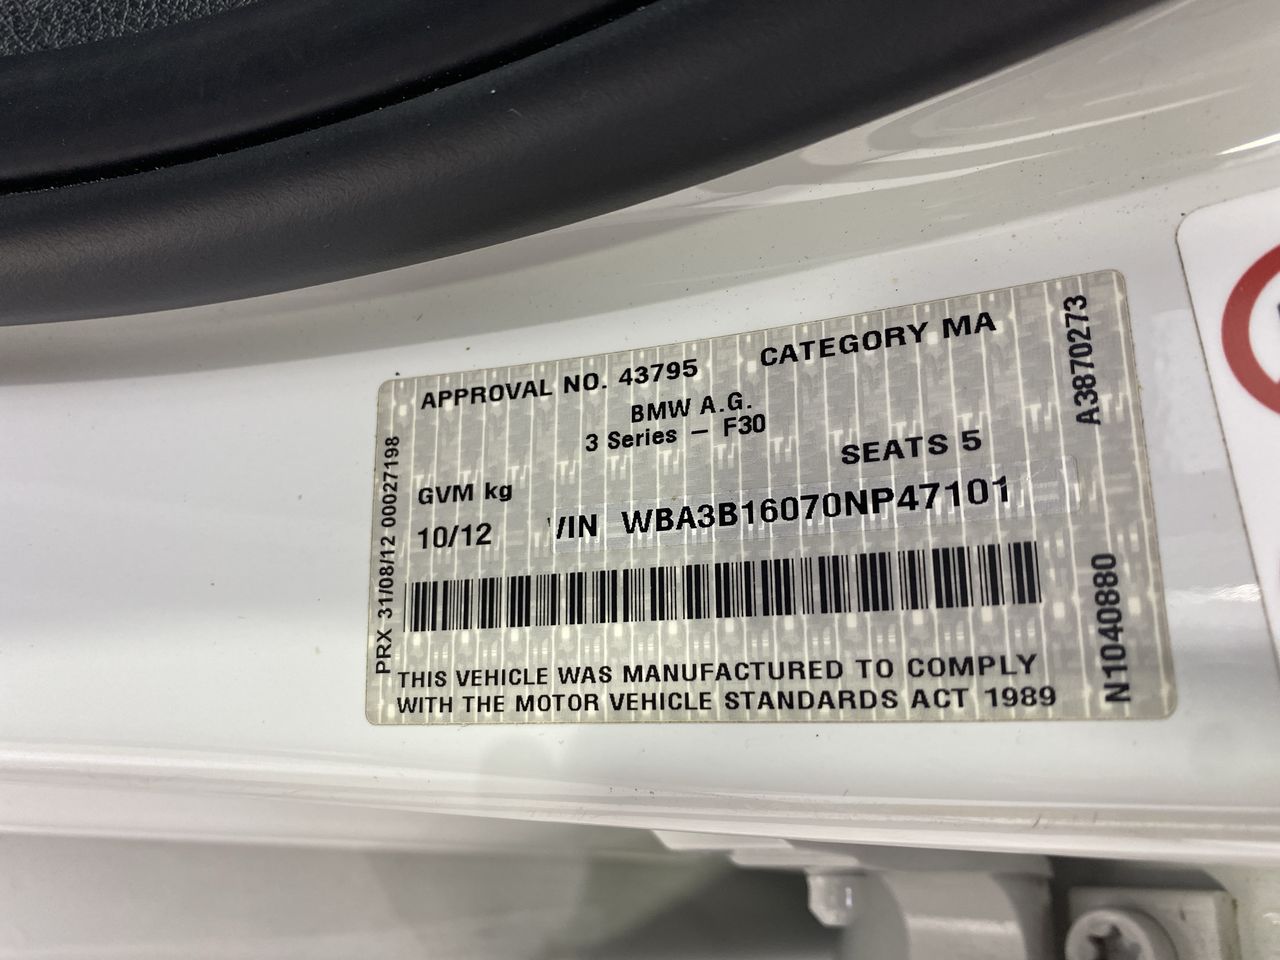 APPROVAL NO. 43795 CATEGORY MA
BMW A.G.
3 Series - F30
SEATS 5
GVM kg
10/12 VIN WBA3B16070NP47101
THIS VEHICLE WAS MANUFACTURED TO COMPLY
WITH THE MOTOR VEHICLE STANDARDS ACT 1989
PRX 31/08/12 00027198
A3870273
N1040880